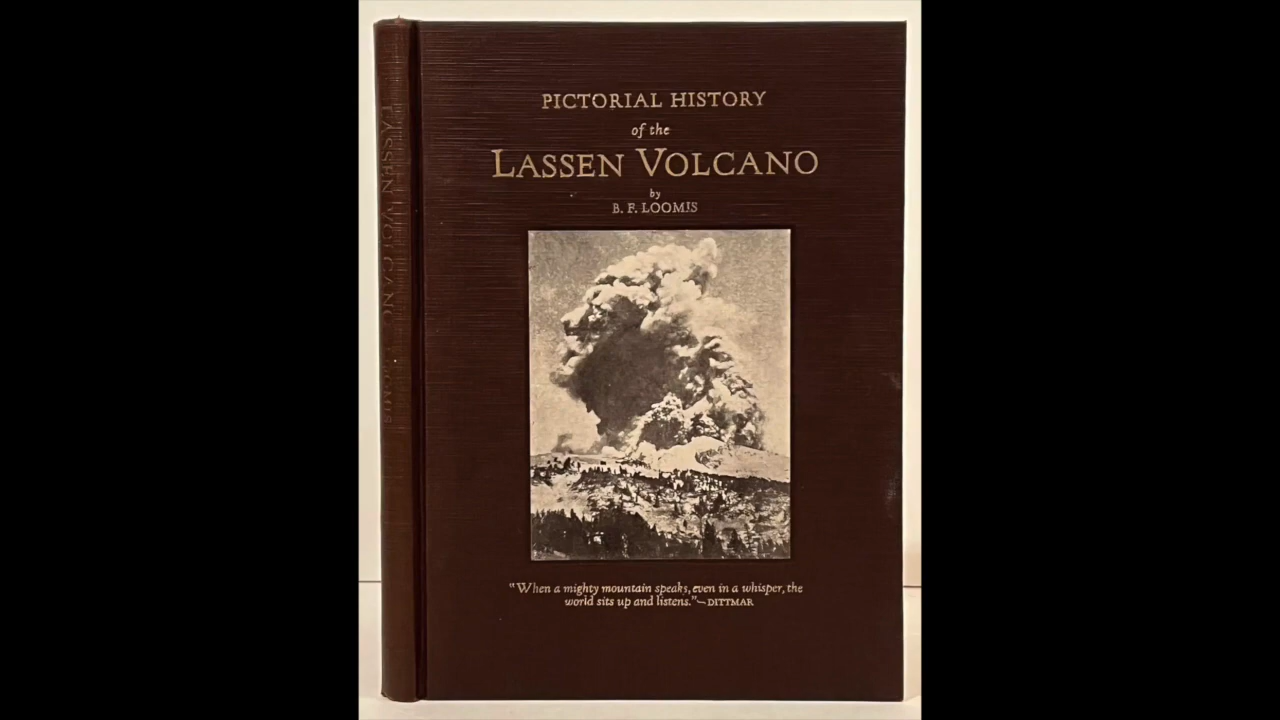 PICTORIAL HISTORY
of the
LASSEN VOLCANO
by
B. F. LOOMIS
"When a mighty mountain speaks, even in a whisper, the
world sits up and listens."—DITTMAR
LASSEN VOLCANO LOOMIS